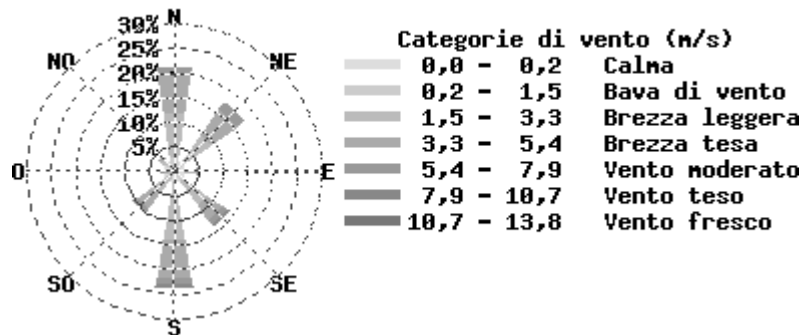 N
30%
25%
20%
15%
10%
5%
NO
NE
O
E
SO
SE
S
Categorie di vento (m/s)
0,0 - 0,2 Calma
0,2 - 1,5 Bava di vento
1,5 - 3,3 Brezza leggera
3,3 - 5,4 Brezza tesa
5,4 - 7,9 Vento moderato
7,9 - 10,7 Vento teso
10,7 - 13,8 Vento fresco